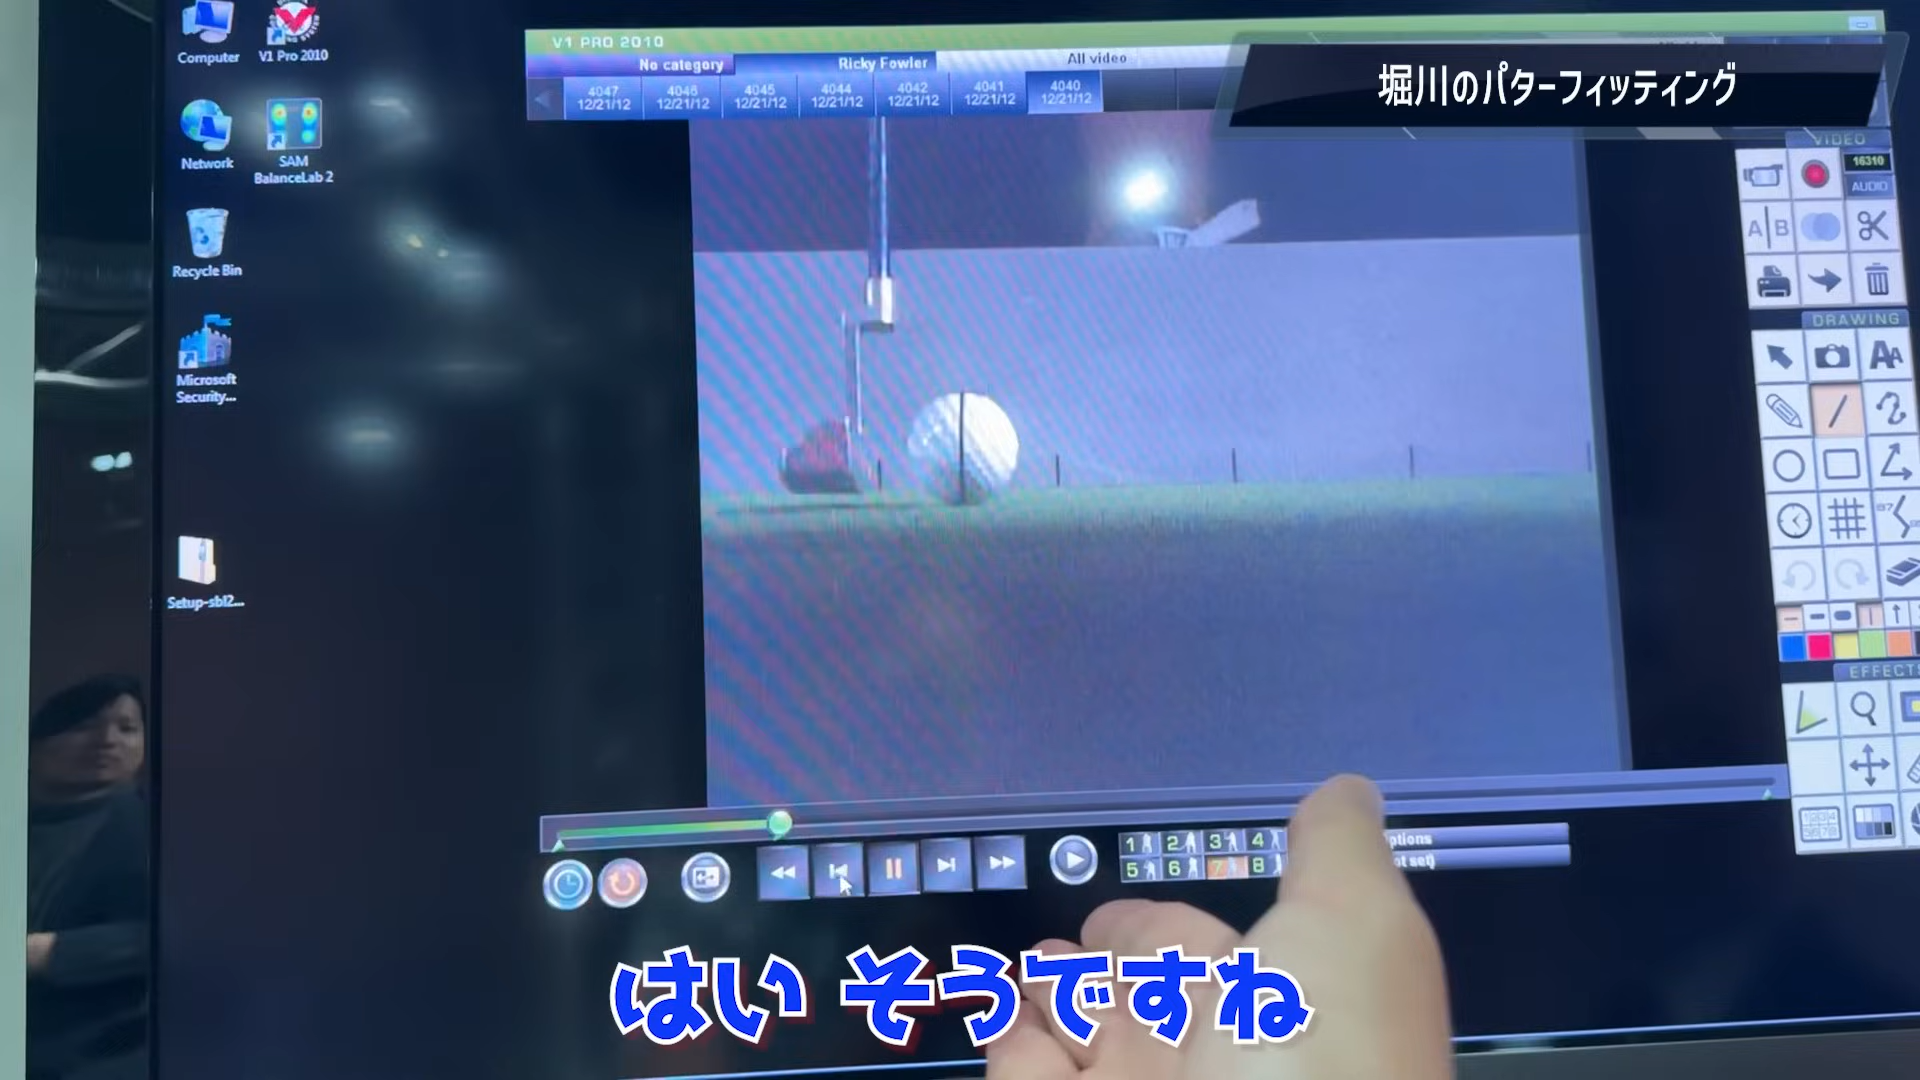 Computer
V1 Pro 2010
Network
SAM
BalanceLab 2
Recycle Bin
Microsoft
Security...
Setup-sbl2...
V1 PRO 2010
No category
Ricky Fowler
All video
4047
12/21/12
4046
12/21/12
4045
12/21/12
4044
12/21/12
4042
12/21/12
4041
12/21/12
4040
12/21/12
堀川のパターフィッティング
VIDEO
16310
AUDIO
A|B
DRAWING
AA
EFFECTS
1 2 3 4
5 6 7 8
ptions
ot set)
はい そうですね